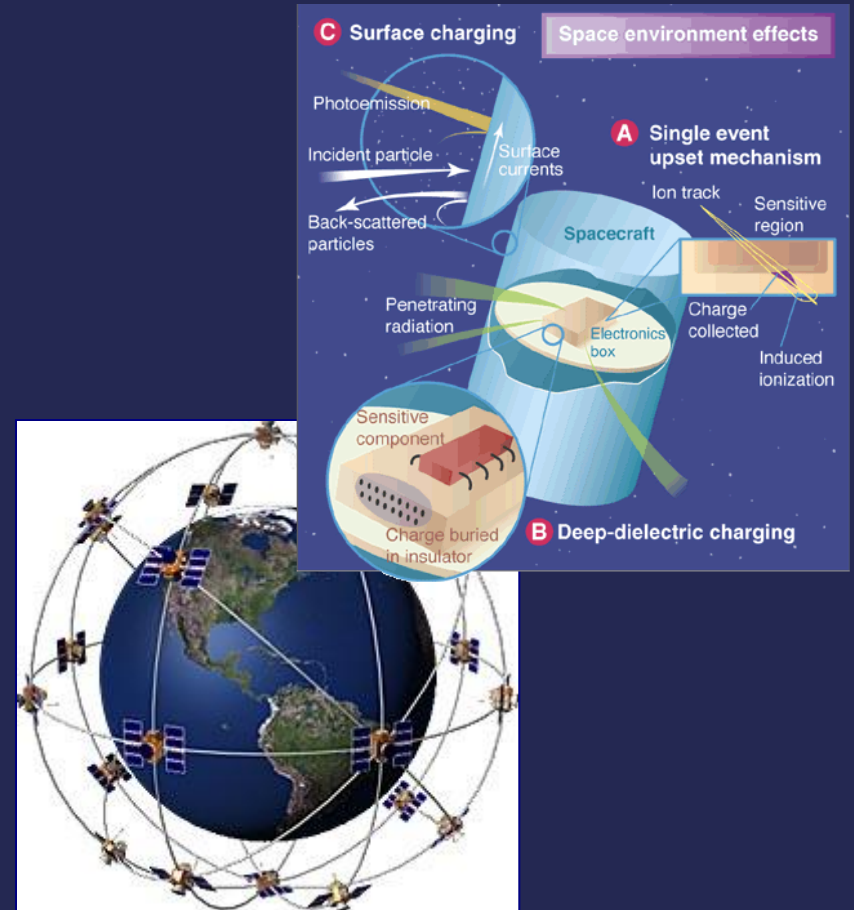 C Surface charging
Space environment effects
Photoemission
Incident particle
Surface
currents
Back-scattered
particles
A Single event
upset mechanism
Ion track
Sensitive
region
Spacecraft
Penetrating
radiation
Electronics
box
Charge
collected
Induced
ionization
Sensitive
component
Charge buried
in insulator
B Deep-dielectric charging